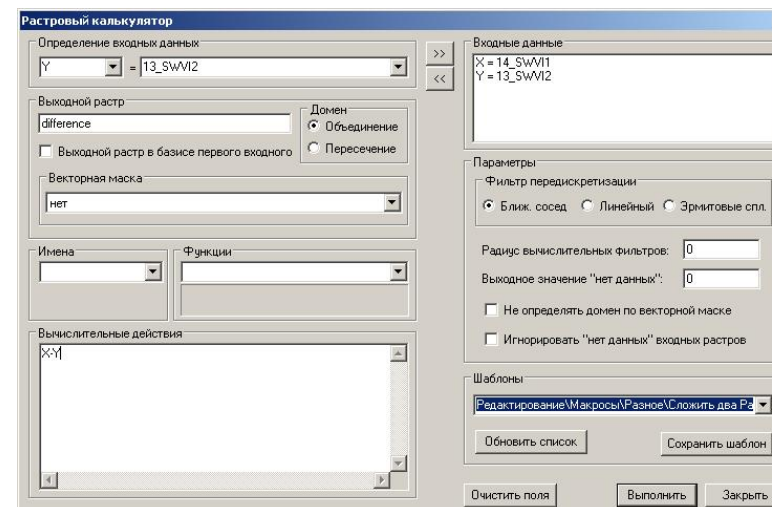 Растровый калькулятор
Определение входных данных
Y = 13_SWVI2
>>
<<
Входные данные
X = 14_SWVI1
Y = 13_SWVI2
Выходной растр
difference
Домен
Объединение
Пересечение
Выходной растр в базисе первого входного
Векторная маска
нет
Параметры
Фильтр передискретизации
Ближ. сосед Линейный Эрмитовые спл.
Радиус вычислительных фильтров: 0
Выходное значение "нет данных": 0
Не определять домен по векторной маске
Игнорировать "нет данных" входных растров
Имена
Функции
Вычислительные действия
X-Y
Шаблоны
Редактирование\Макросы\Разное\Сложить два Ра
Обновить список
Сохранить шаблон
Очистить поля
Выполнить
Закрыть